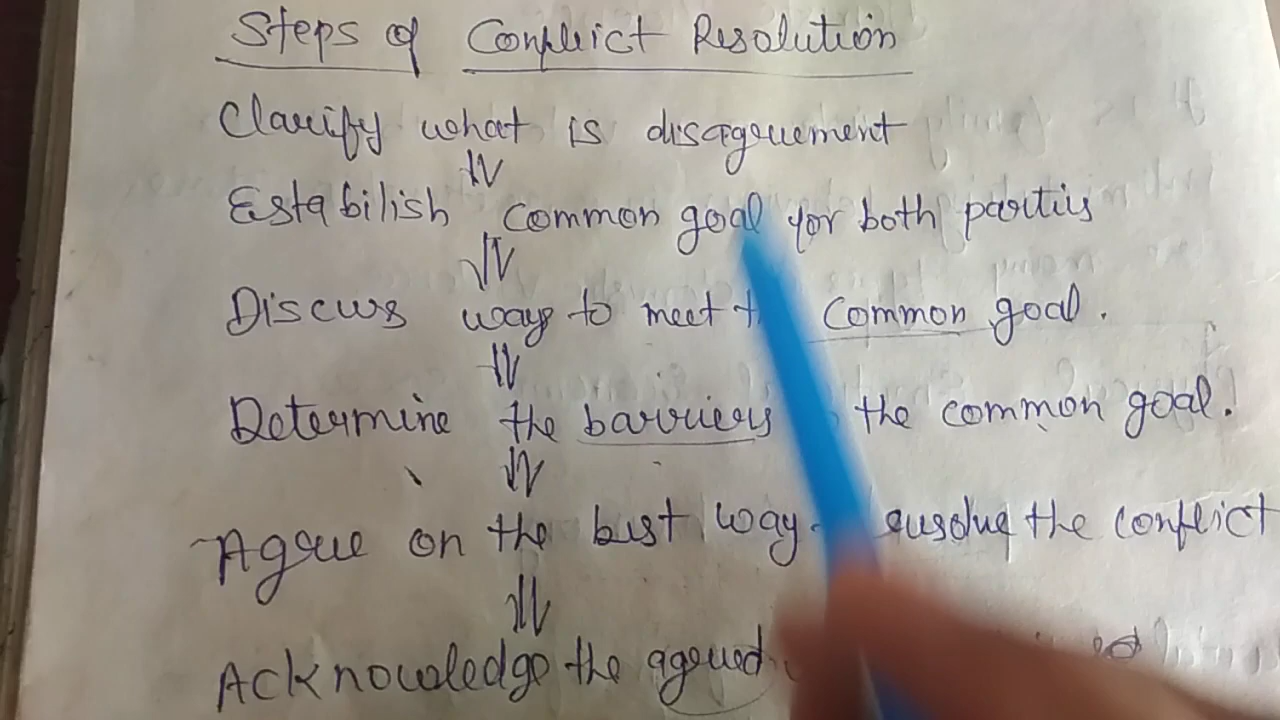 Steps of Conflict Resolution
Clarify what is disagreement
Estabilish common goal for both parties
Discuss ways to meet common goal.
Determine the barriers the common goal.
Agree on the best way resolve the conflict
Acknowledge the agreed